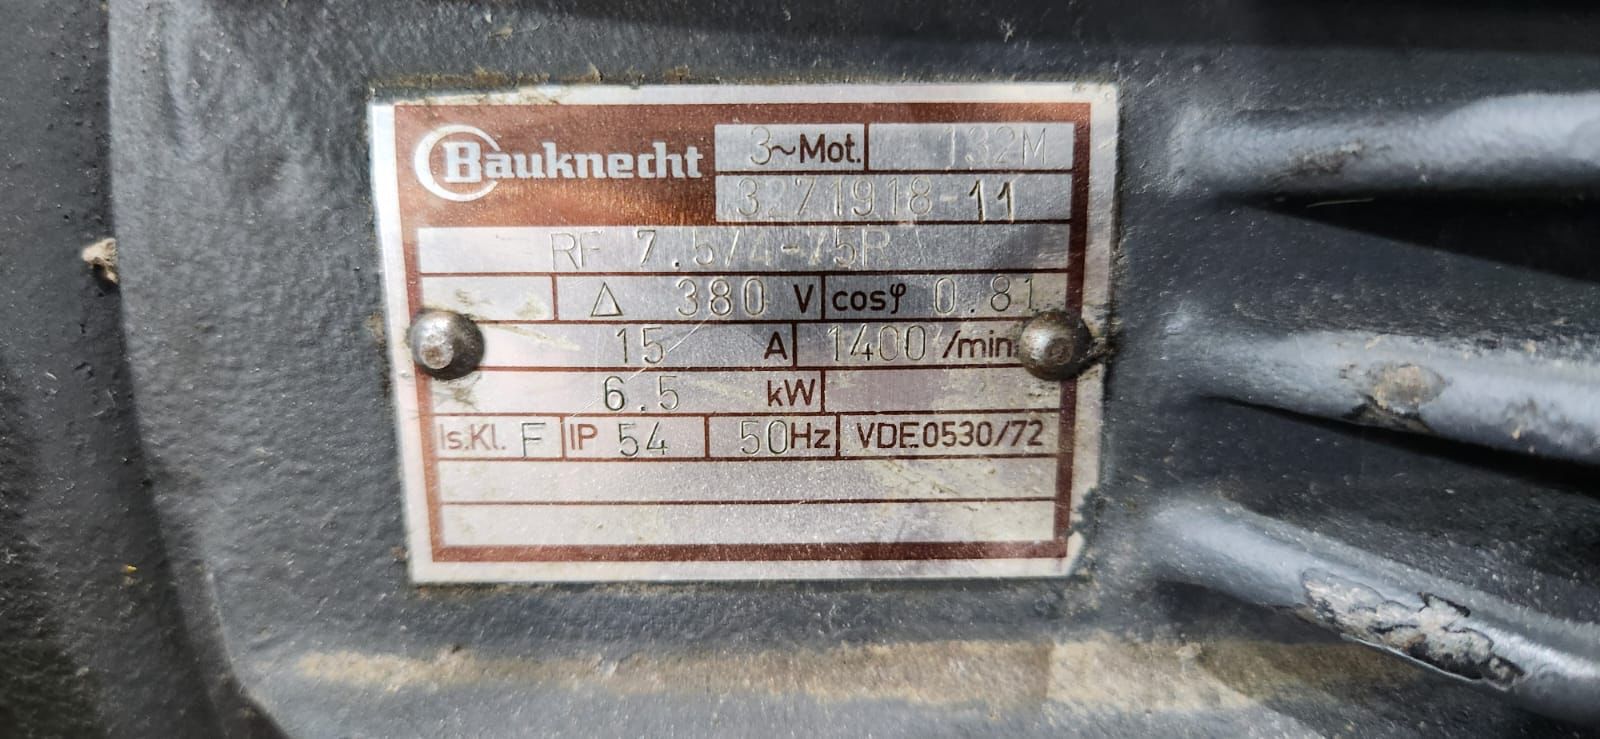 Bauknecht
3~Mot. 132M
3271918-11
RF 7.5/4-75R
Δ 380 V cosφ 0.81
15 A 1400 /min
6.5 kW
Is.Kl. F IP 54 50Hz VDE0530/72